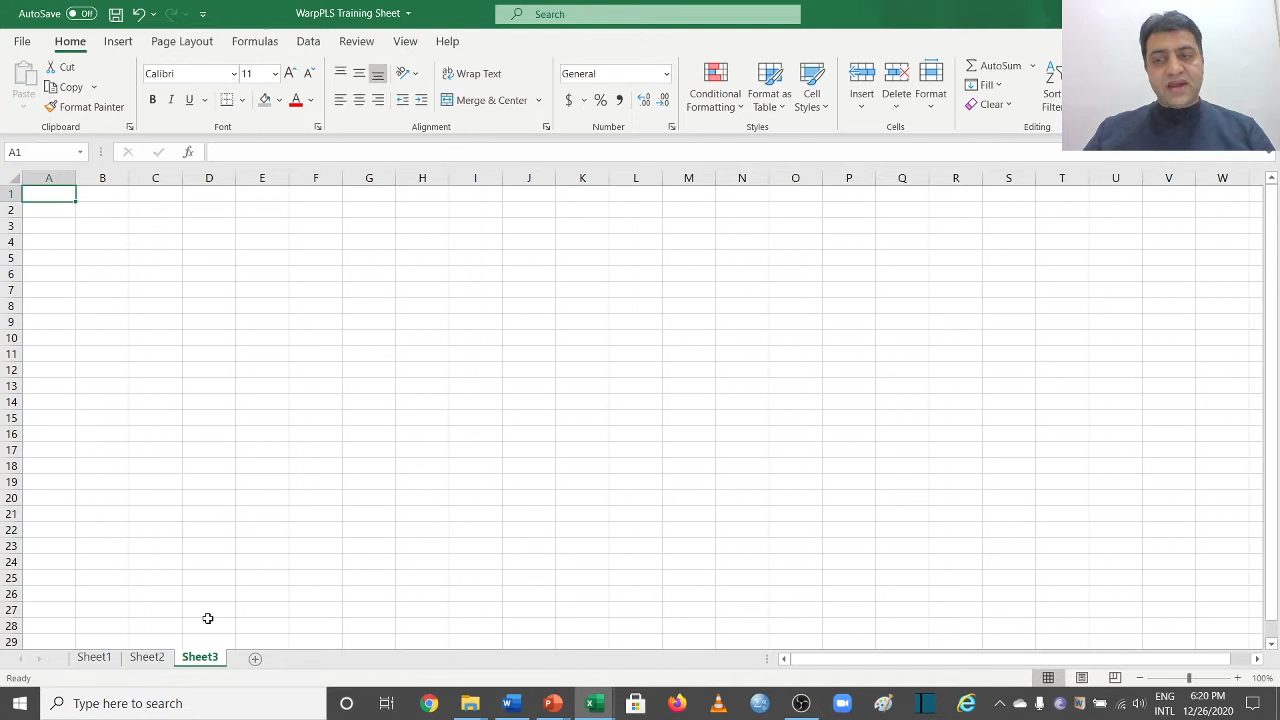 AutoSave Off WarpPLS Training Sheet Search
File Home Insert Page Layout Formulas Data Review View Help
Cut
Copy
Format Painter
Paste
Clipboard
Calibri 11 A A
B I U A
Font
Wrap Text
Merge & Center
Alignment
General
$ % 9
Number
Conditional Formatting
Format as Table
Cell Styles
Styles
Insert Delete Format
Cells
AutoSum
Fill
Clear
Editing
A1 fx
A B C D E F G H I J K L M N O P Q R S T U V W
1
2
3
4
5
6
7
8
9
10
11
12
13
14
15
16
17
18
19
20
21
22
23
24
25
26
27
28
29
Sheet1 Sheet2 Sheet3
Ready 100%
Type here to search
ENG 6:20 PM
INTL 12/26/2020